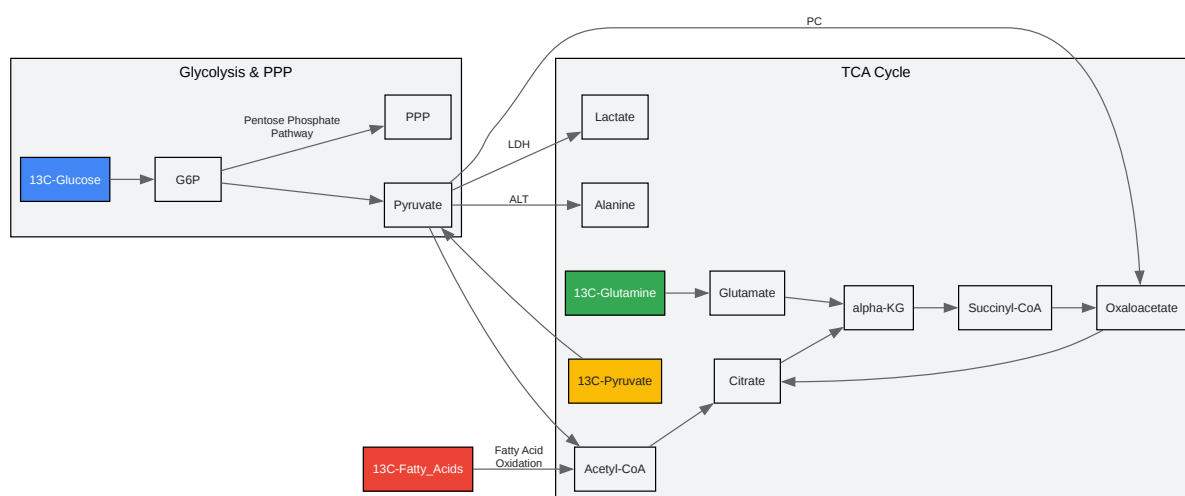 PC
Glycolysis & PPP
TCA Cycle
Pentose Phosphate
Pathway
PPP
Lactate
LDH
13C-Glucose
G6P
Pyruvate
ALT
Alanine
13C-Glutamine
Glutamate
alpha-KG
Succinyl-CoA
Oxaloacetate
13C-Pyruvate
Citrate
Fatty Acid
Oxidation
13C-Fatty_Acids
Acetyl-CoA